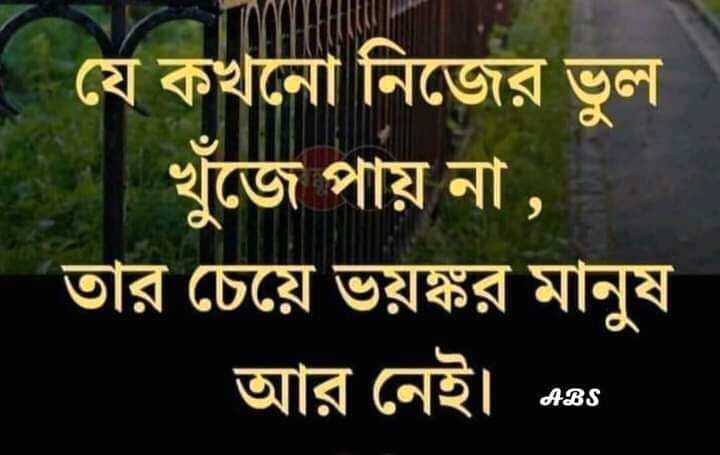 যে কখনো নিজের ভুল
খুঁজে পায় না ,
তার চেয়ে ভয়ঙ্কর মানুষ
আর নেই।
ABS